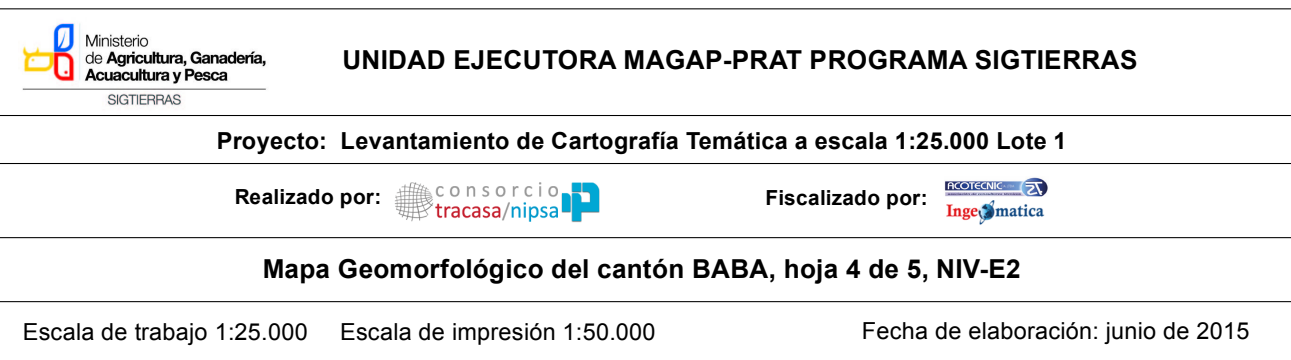 Ministerio
de Agricultura, Ganadería,
Acuacultura y Pesca
SIGTIERRAS
UNIDAD EJECUTORA MAGAP-PRAT PROGRAMA SIGTIERRAS
Proyecto: Levantamiento de Cartografía Temática a escala 1:25.000 Lote 1
Realizado por: consorcio
tracasa/nipsa
Fiscalizado por: ACOTECNIC
Ingeomatica
Mapa Geomorfológico del cantón BABA, hoja 4 de 5, NIV-E2
Escala de trabajo 1:25.000 Escala de impresión 1:50.000 Fecha de elaboración: junio de 2015